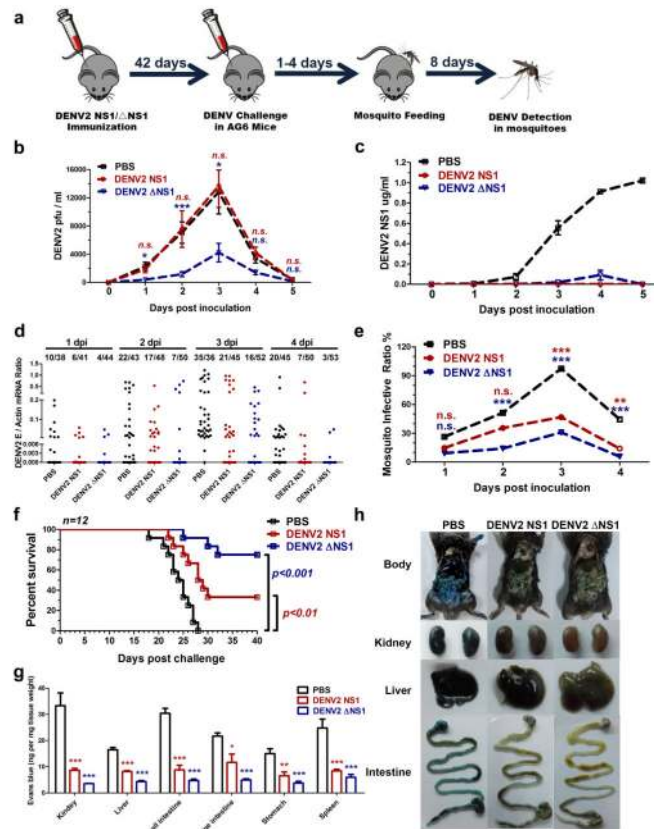 a
42 days
1-4 days
8 days
DENV2 NS1/△NS1
Immunization
DENV Challenge
in AG6 Mice
Mosquito Feeding
DENV Detection
in mosquitoes
b
PBS
DENV2 NS1
DENV2 ΔNS1
DENV2 pfu / ml
16000
12000
8000
4000
0
n.s.
*
n.s.
***
n.s.
*
n.s.
n.s.
n.s.
n.s.
0 1 2 3 4 5
Days post inoculation
c
PBS
DENV2 NS1
DENV2 ΔNS1
DENV2 NS1 ug/ml
1.2
1.0
0.8
0.6
0.4
0.2
0.0
0 1 2 3 4 5
Days post inoculation
d
1 dpi 2 dpi 3 dpi 4 dpi
10/38 6/41 4/44 22/43 17/48 7/50 35/36 21/45 16/52 20/45 7/50 3/53
DENV2 E / Actin mRNA Ratio
PBS DENV2 NS1 DENV2 ΔNS1 PBS DENV2 NS1 DENV2 ΔNS1 PBS DENV2 NS1 DENV2 ΔNS1 PBS DENV2 NS1 DENV2 ΔNS1
e
PBS
DENV2 NS1
DENV2 ΔNS1
Mosquito Infective Ratio %
120
90
60
30
0
n.s.
n.s.
n.s.
***
***
***
**
***
1 2 3 4
Days post inoculation
f
n=12
PBS
DENV2 NS1
DENV2 ΔNS1
Percent survival
100
80
60
40
20
0
p<0.001
p<0.01
0 5 10 15 20 25 30 35 40
Days post challenge
g
PBS
DENV2 NS1
DENV2 ΔNS1
Evans blue (ng per mg tissue weight)
40
30
20
10
0
*** *** *** *** *** *** * *** ** *** *** ***
Liver
Stomach
Spleen
h
PBS DENV2 NS1 DENV2 ΔNS1
Body
Kidney
Liver
Intestine